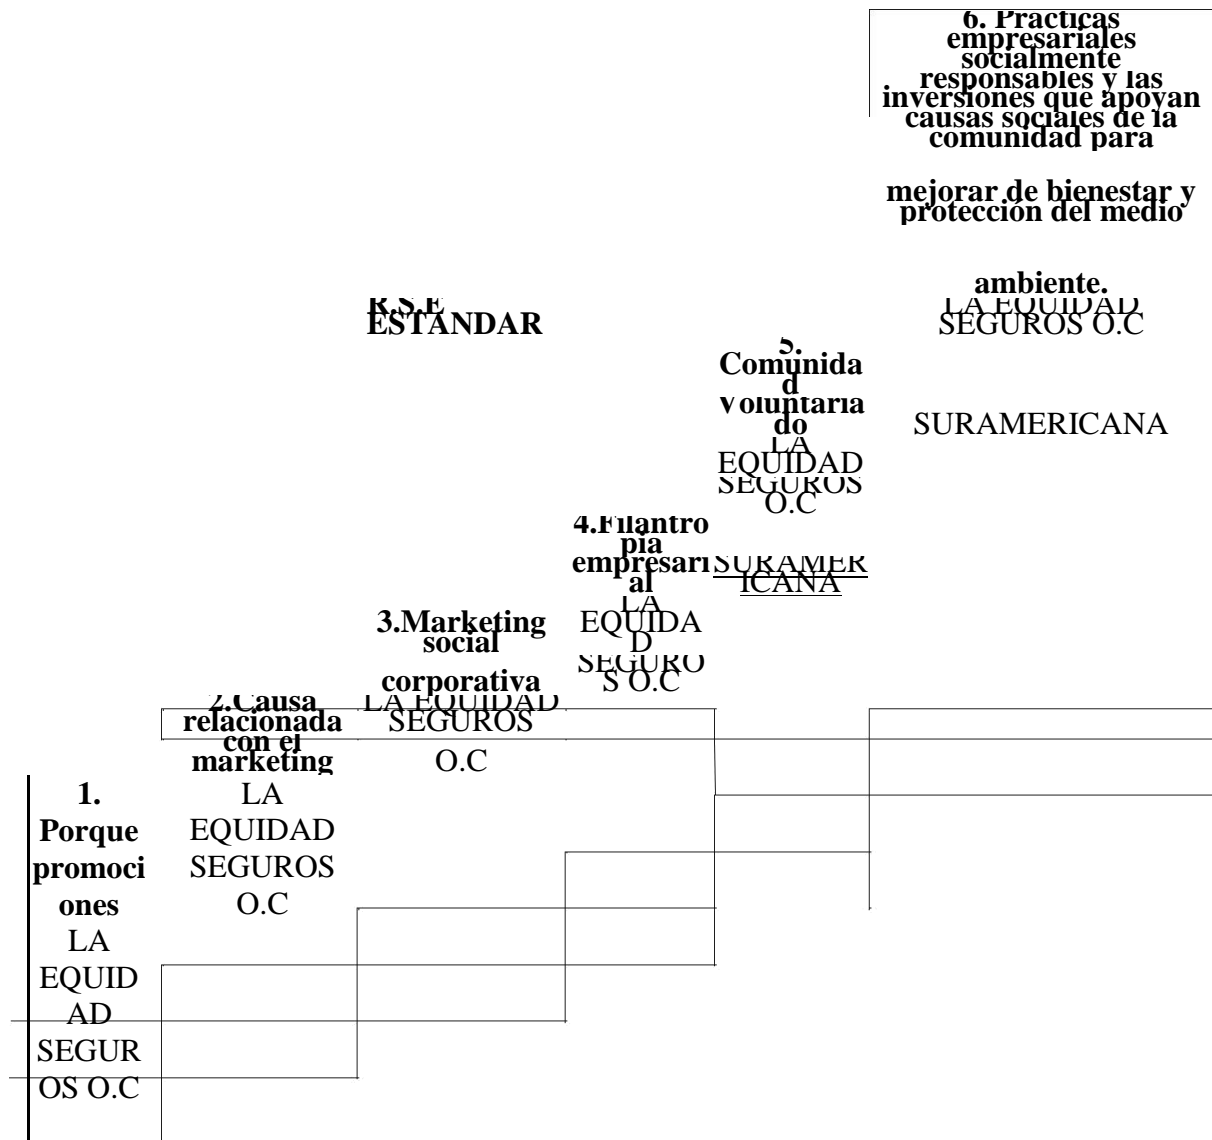 6. Prácticas
empresariales
socialmente
responsables y las
inversiones que apoyan
causas sociales de la
comunidad para
mejorar de bienestar y
protección del medio
ambiente.
LA EQUIDAD
SEGUROS O.C
SURAMERICANA
R.S.E
ESTÁNDAR
5.
Comunida
d
Voluntaria
do
LA
EQUIDAD
SEGUROS
O.C
SURAMER
ICANA
4.Filantro
pía
empresari
al
LA
EQUIDA
D
SEGURO
S O.C
3.Marketing
social
corporativa
LA EQUIDAD
SEGUROS
O.C
2.Causa
relacionada
con el
marketing
LA
EQUIDAD
SEGUROS
O.C
1.
Porque
promoci
ones
LA
EQUID
AD
SEGUR
OS O.C